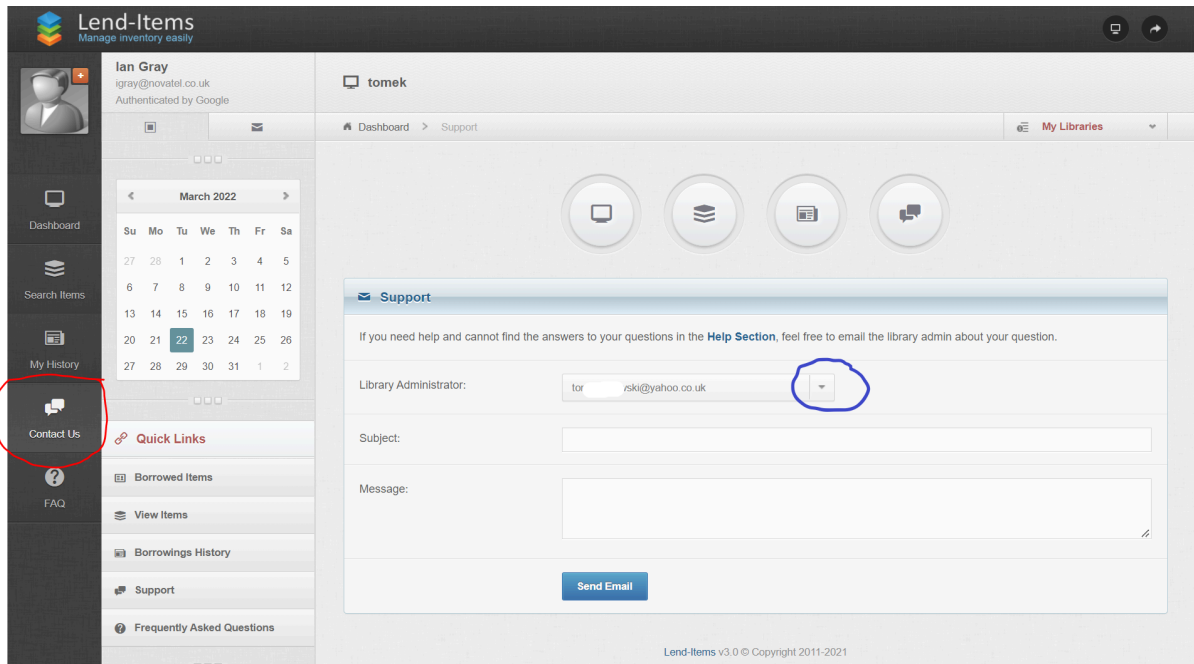 Lend-Items
Manage inventory easily
Ian Gray
igray@novatel.co.uk
Authenticated by Google
tomek
Dashboard > Support
My Libraries
Dashboard
Search Items
My History
Contact Us
FAQ
March 2022
Su Mo Tu We Th Fr Sa
27 28 1 2 3 4 5
6 7 8 9 10 11 12
13 14 15 16 17 18 19
20 21 22 23 24 25 26
27 28 29 30 31 1 2
Quick Links
Borrowed Items
View Items
Borrowings History
Support
Frequently Asked Questions
Support
If you need help and cannot find the answers to your questions in the Help Section, feel free to email the library admin about your question.
Library Administrator:
ski@yahoo.co.uk
Subject:
Message:
Send Email
Lend-Items v3.0 © Copyright 2011-2021